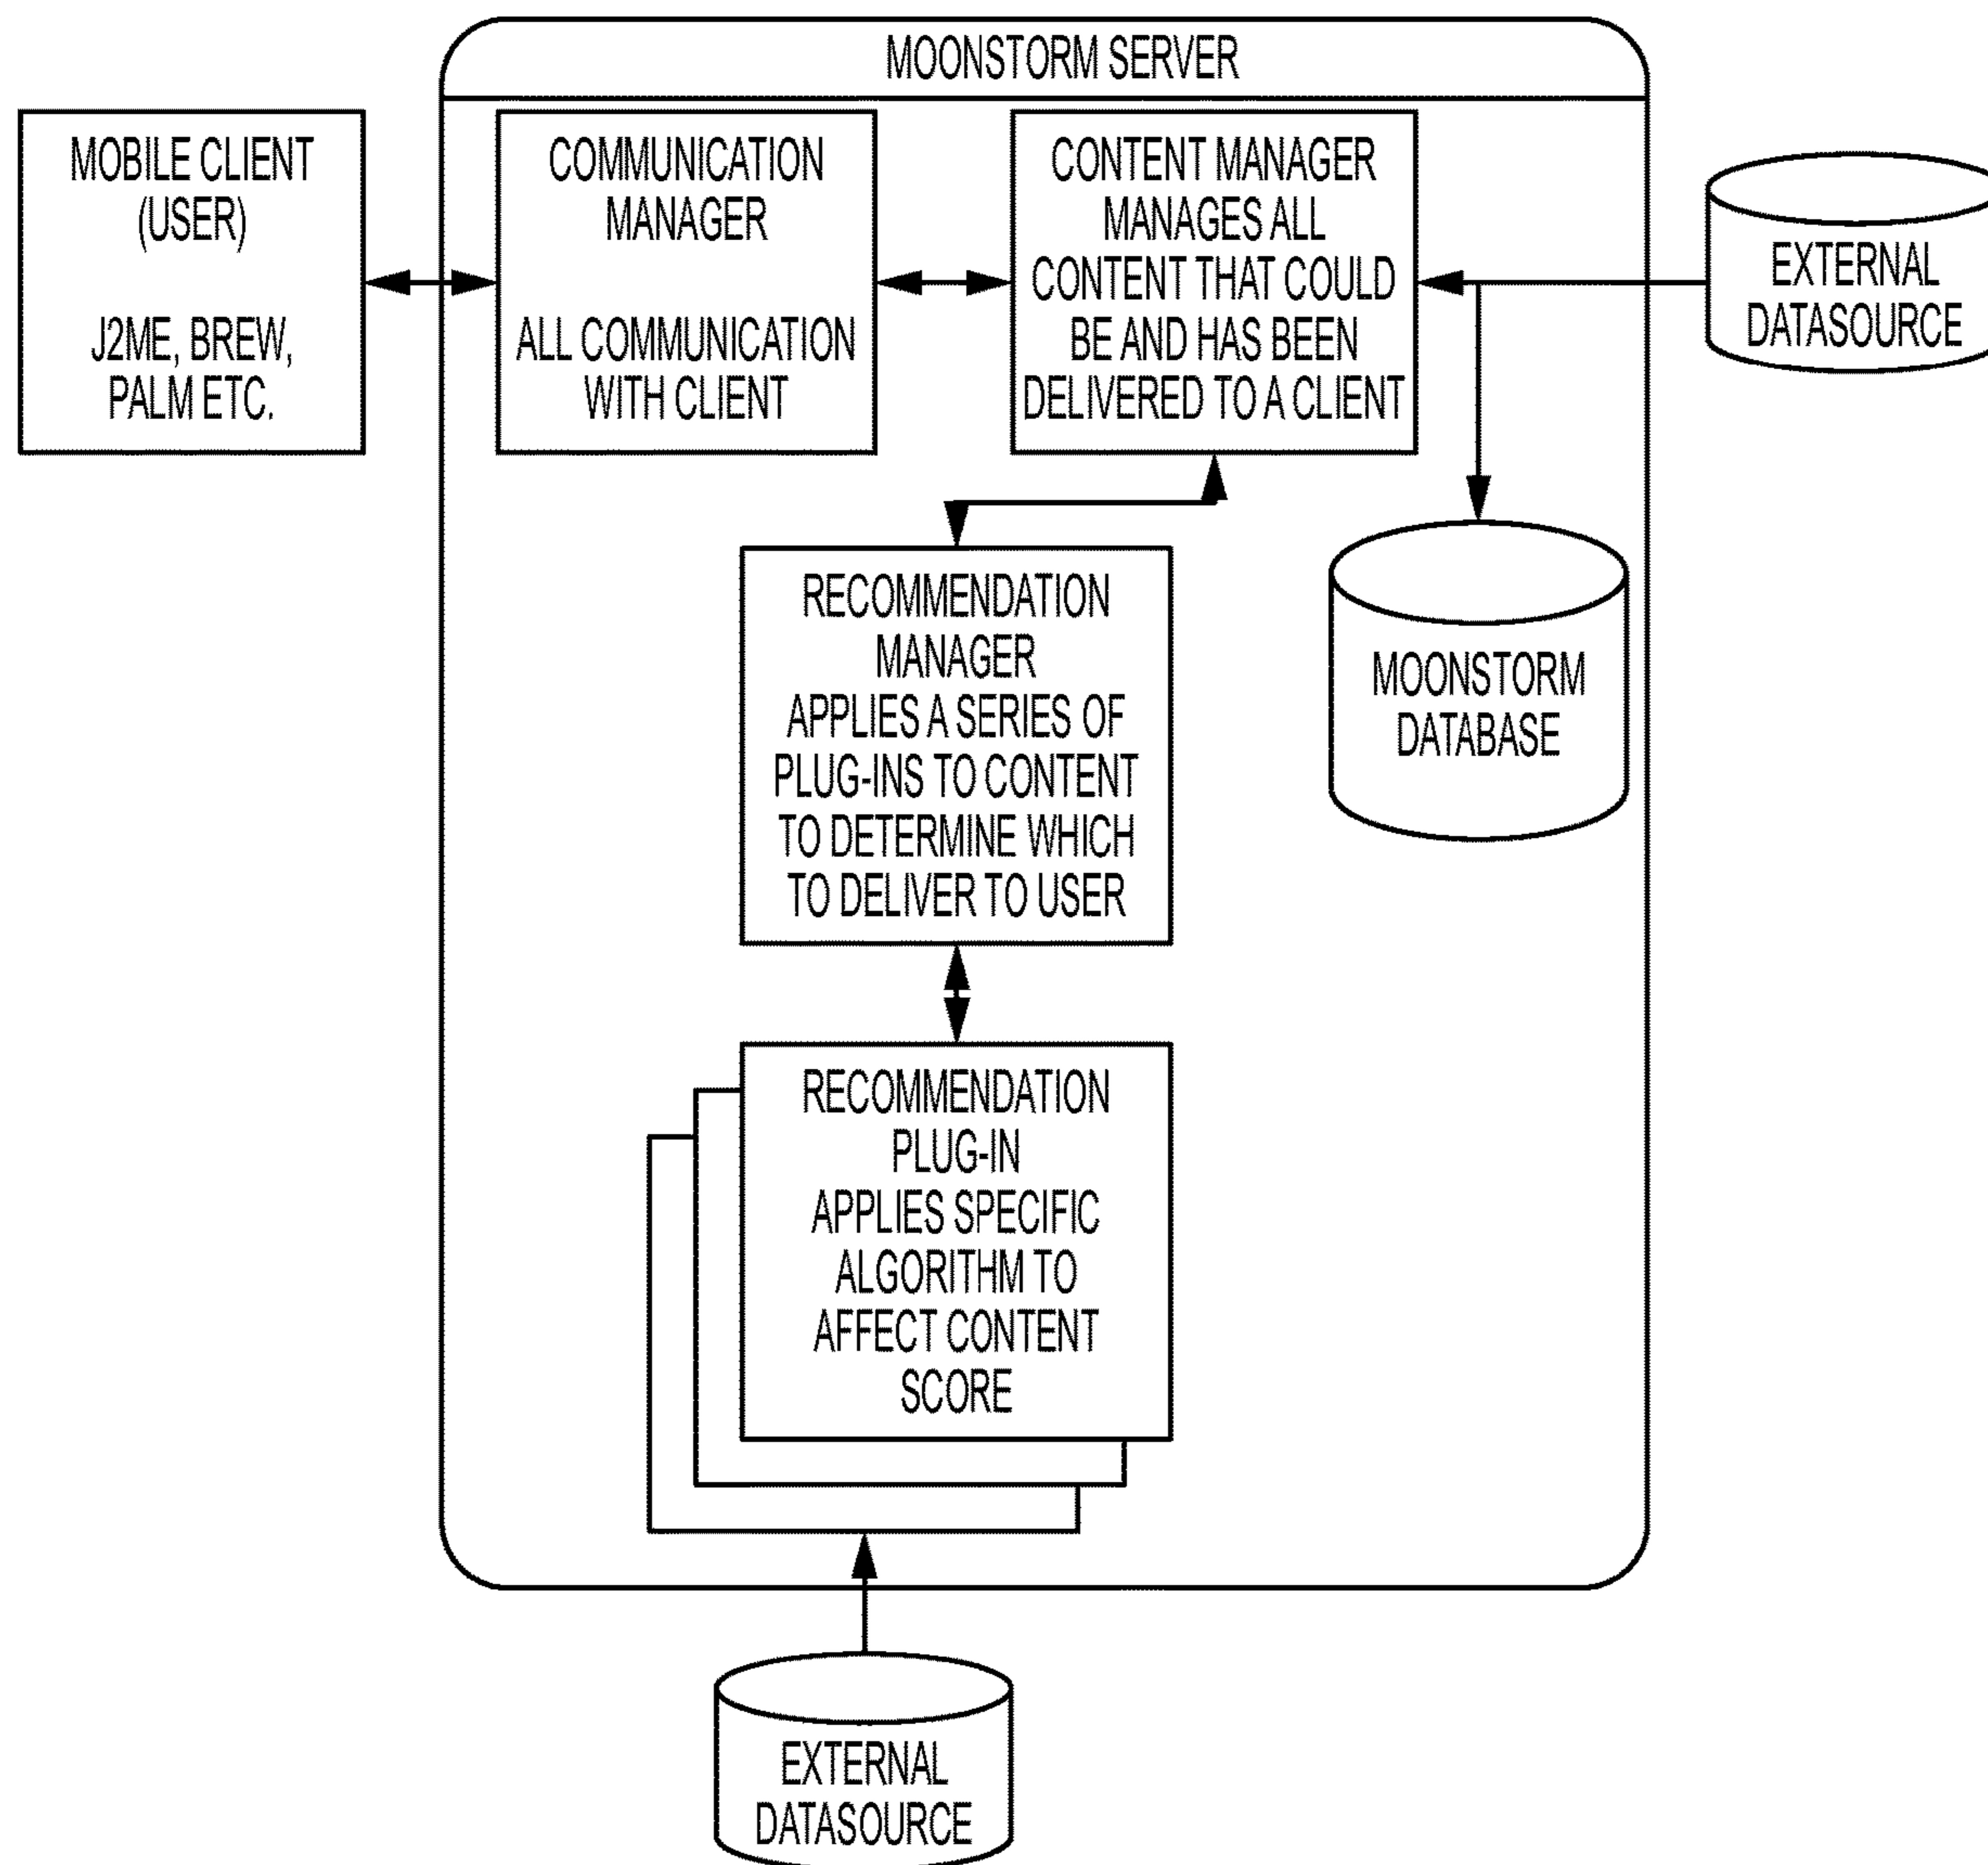 MOONSTORM SERVER
MOBILE CLIENT
(USER)
J2ME, BREW,
PALM ETC.
COMMUNICATION
MANAGER
ALL COMMUNICATION
WITH CLIENT
CONTENT MANAGER
MANAGES ALL
CONTENT THAT COULD
BE AND HAS BEEN
DELIVERED TO A CLIENT
EXTERNAL
DATASOURCE
RECOMMENDATION
MANAGER
APPLIES A SERIES OF
PLUG-INS TO CONTENT
TO DETERMINE WHICH
TO DELIVER TO USER
MOONSTORM
DATABASE
RECOMMENDATION
PLUG-IN
APPLIES SPECIFIC
ALGORITHM TO
AFFECT CONTENT
SCORE
EXTERNAL
DATASOURCE